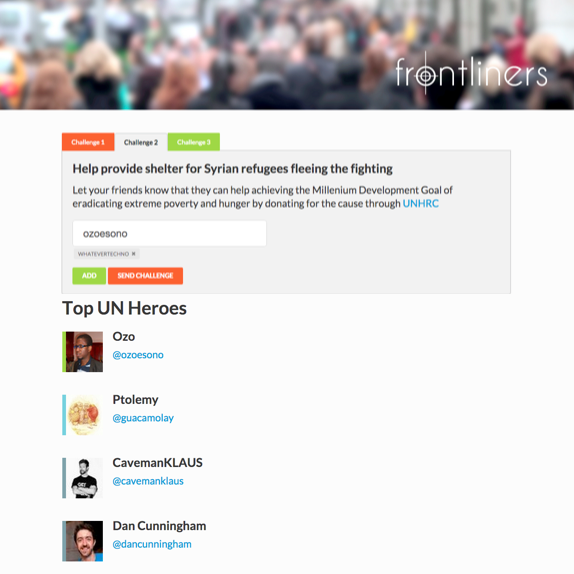 frontliners
Challenge 1 Challenge 2 Challenge 3
Help provide shelter for Syrian refugees fleeing the fighting
Let your friends know that they can help achieving the Millenium Development Goal of
eradicating extreme poverty and hunger by donating for the cause through UNHRC
ozoesono
WHATEVERTECHNO ✖
ADD SEND CHALLENGE
Top UN Heroes
Ozo
@ozoesono
Ptolemy
@guacamolay
CavemanKLAUS
@cavemanklaus
Dan Cunningham
@dancunningham